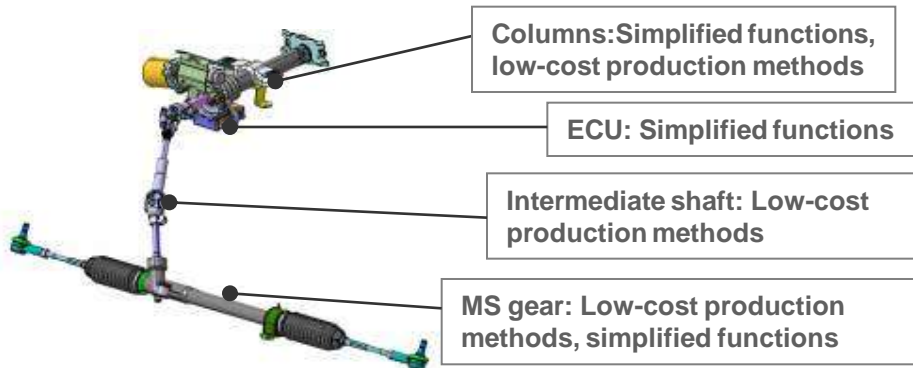 Columns:Simplified functions,
low-cost production methods
ECU: Simplified functions
Intermediate shaft: Low-cost
production methods
MS gear: Low-cost production
methods, simplified functions